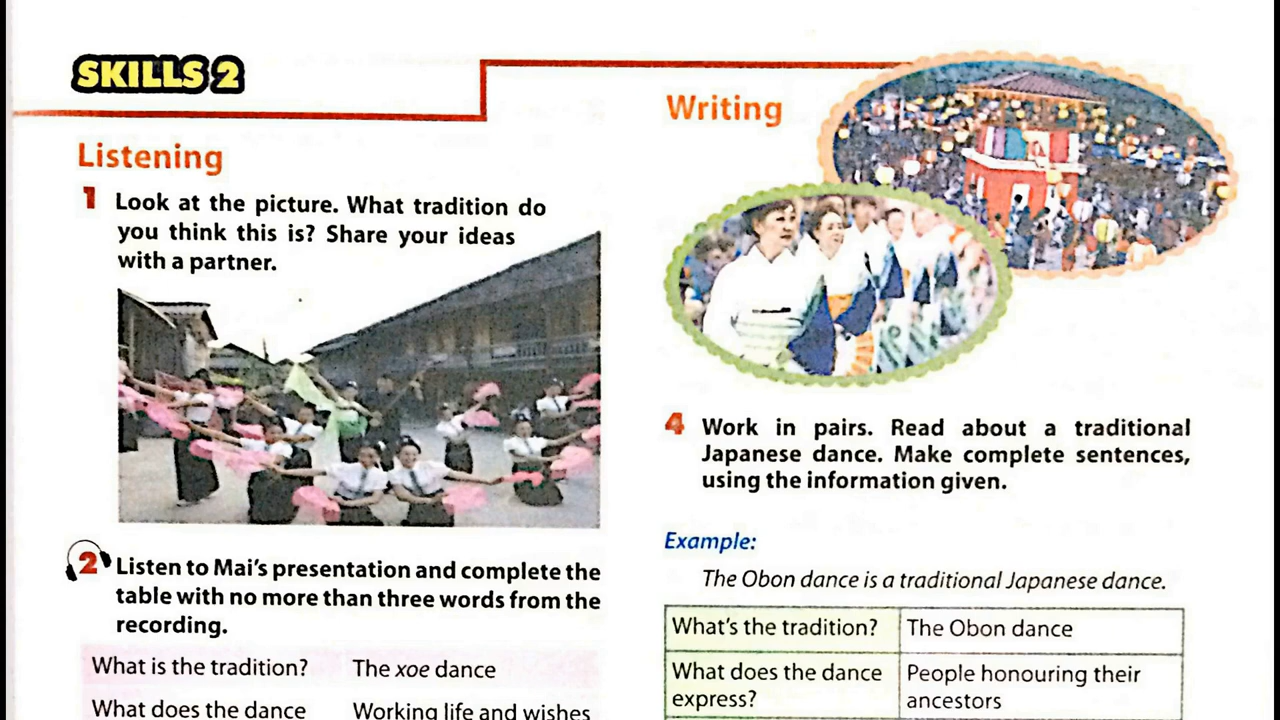 SKILLS 2
Listening
1 Look at the picture. What tradition do
you think this is? Share your ideas
with a partner.
2 Listen to Mai's presentation and complete the
table with no more than three words from the
recording.
What is the tradition? The xoe dance
What does the dance Working life and wishes
Writing
4 Work in pairs. Read about a traditional
Japanese dance. Make complete sentences,
using the information given.
Example:
The Obon dance is a traditional Japanese dance.
What's the tradition? The Obon dance
What does the dance People honouring their
express? ancestors